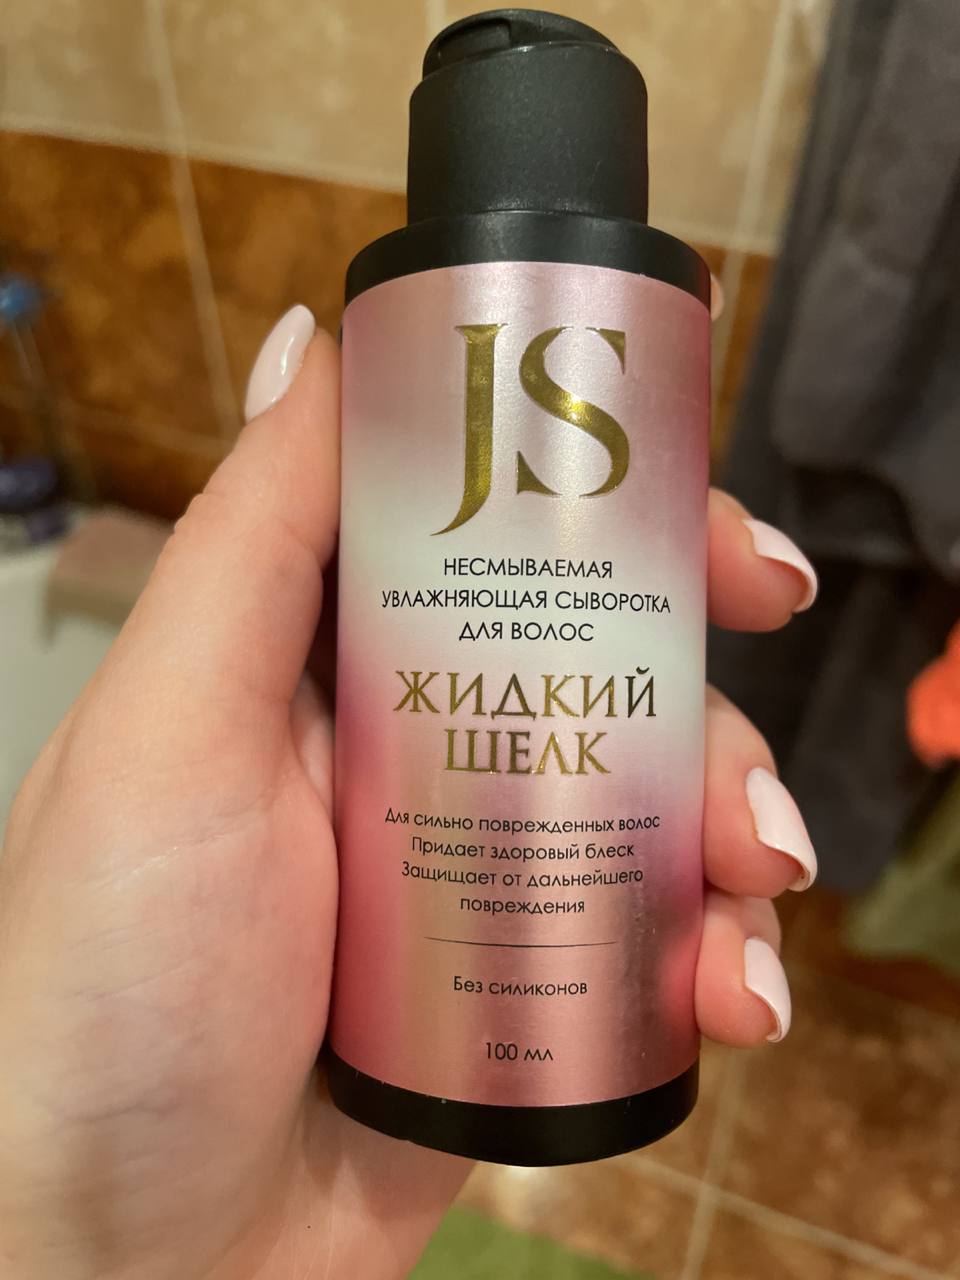 JS
НЕСМЫВАЕМАЯ
УВЛАЖНЯЮЩАЯ СЫВОРОТКА
ДЛЯ ВОЛОС
ЖИДКИЙ
ШЕЛК
Для сильно поврежденных волос
Придает здоровый блеск
Защищает от дальнейшего
повреждения
Без силиконов
100 мл